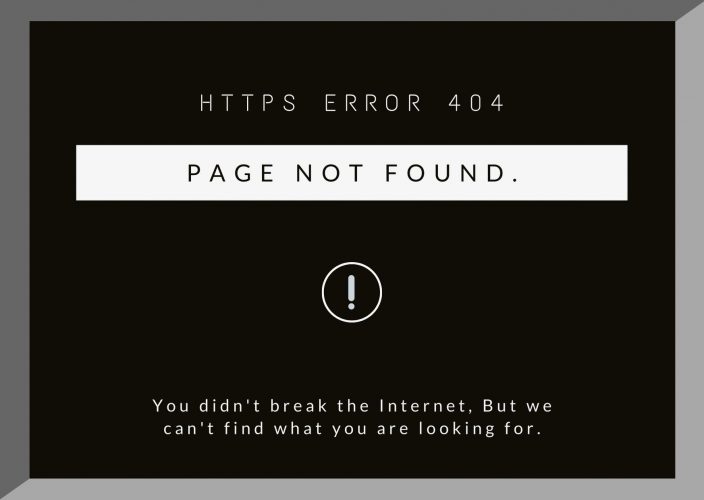 HTTPS ERROR 404
PAGE NOT FOUND.
!
You didn't break the Internet, But we
can't find what you are looking for.